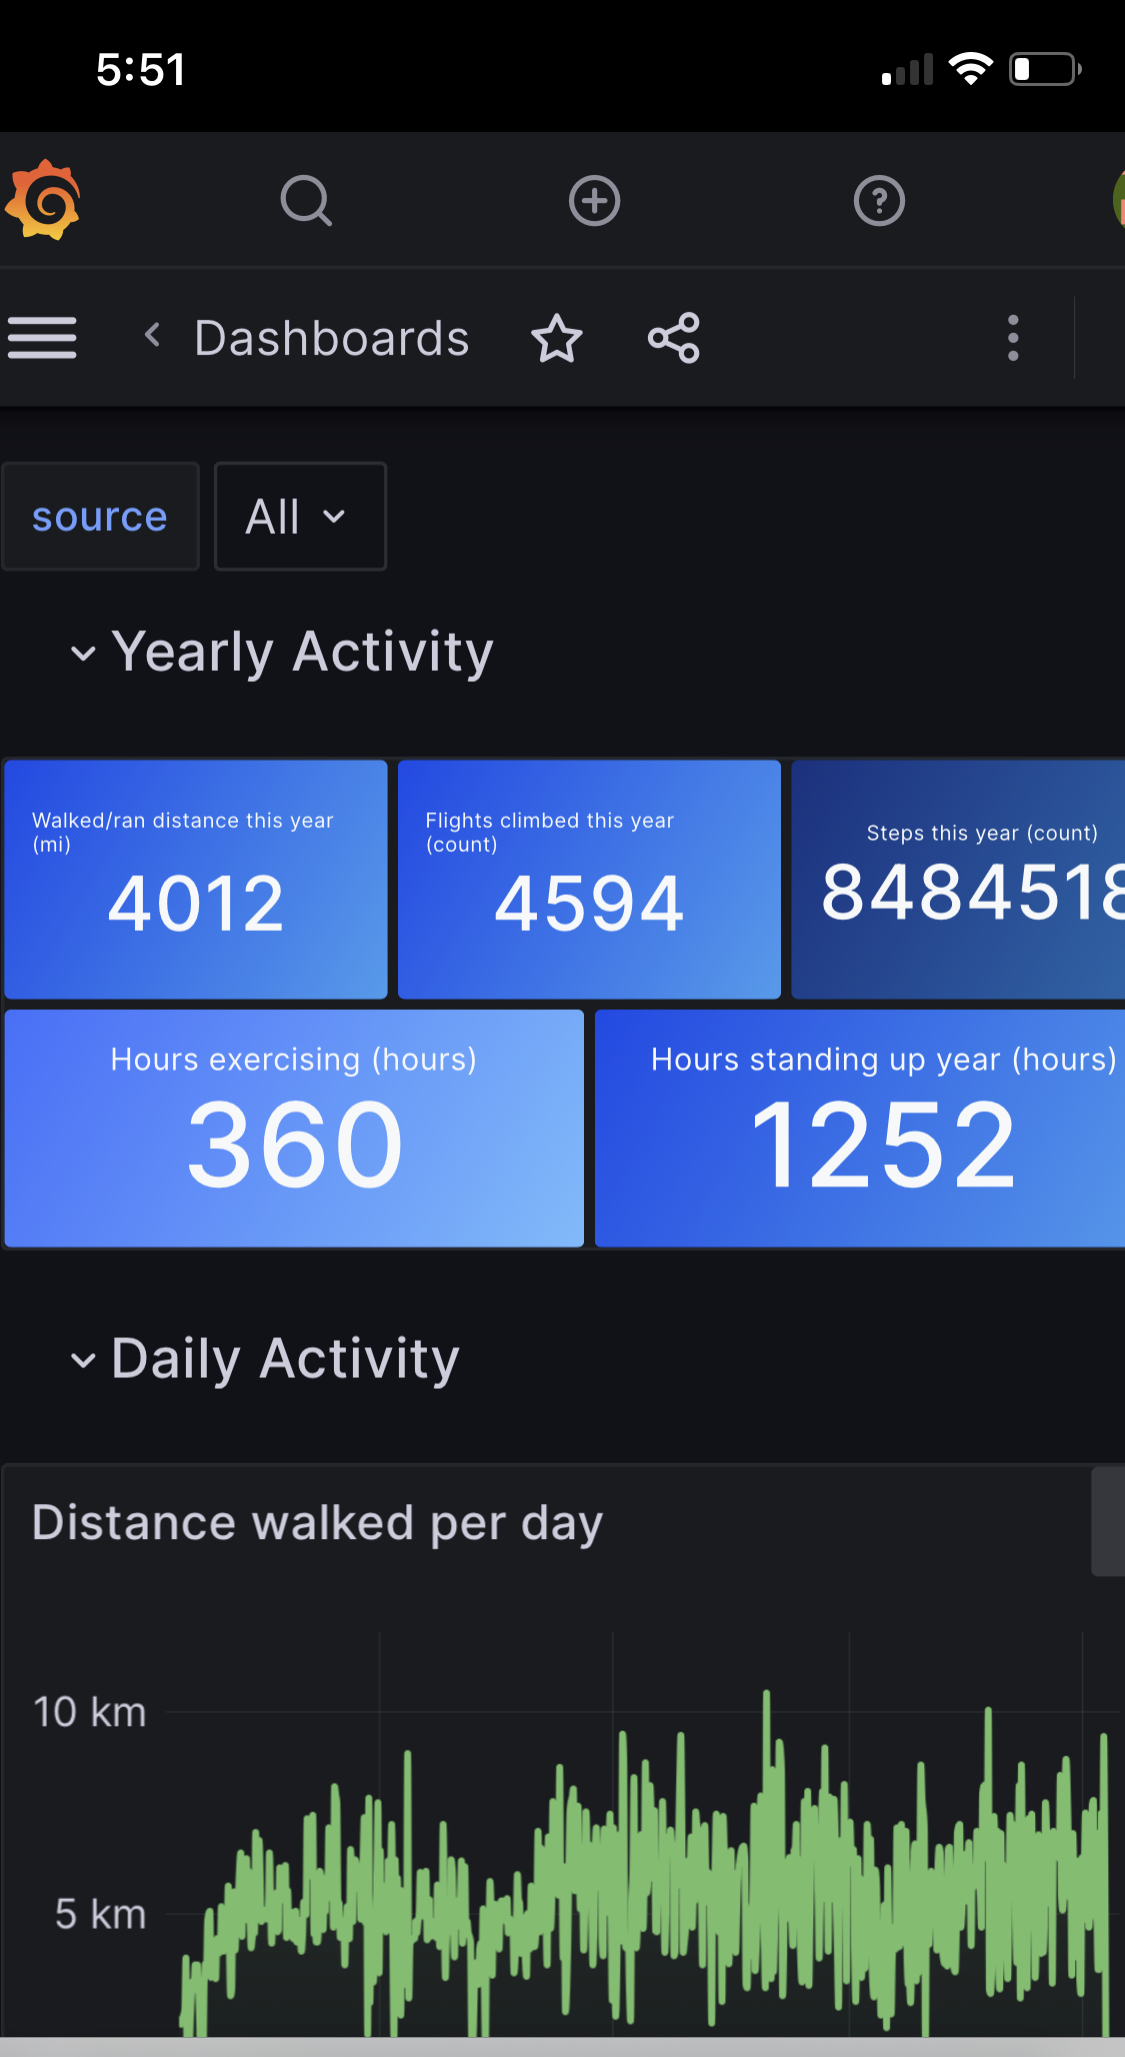 5:51
Dashboards
source
All
Yearly Activity
Walked/ran distance this year
(mi)
4012
Flights climbed this year
(count)
4594
Steps this year (count)
8484518
Hours exercising (hours)
360
Hours standing up year (hours)
1252
Daily Activity
Distance walked per day
10 km
5 km